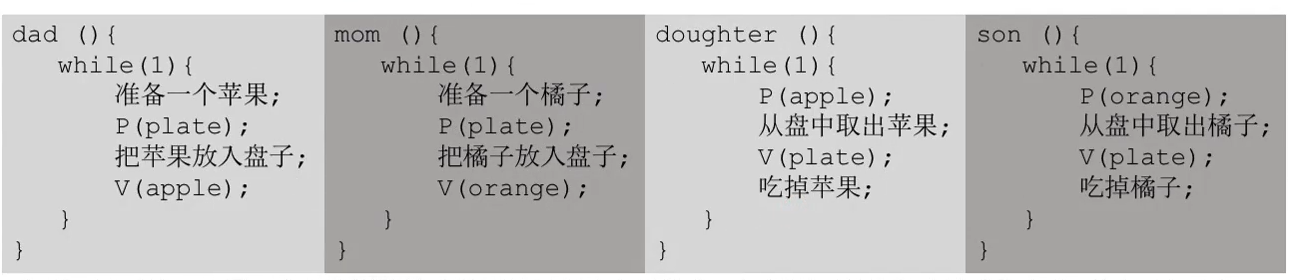 dad (){
while(1){
准备一个苹果;
P(plate);
把苹果放入盘子;
V(apple);
}
}
mom (){
while(1){
准备一个橘子;
P(plate);
把橘子放入盘子;
V(orange);
}
}
doughter (){
while(1){
P(apple);
从盘中取出苹果;
V(plate);
吃掉苹果;
}
}
son (){
while(1){
P(orange);
从盘中取出橘子;
V(plate);
吃掉橘子;
}
}